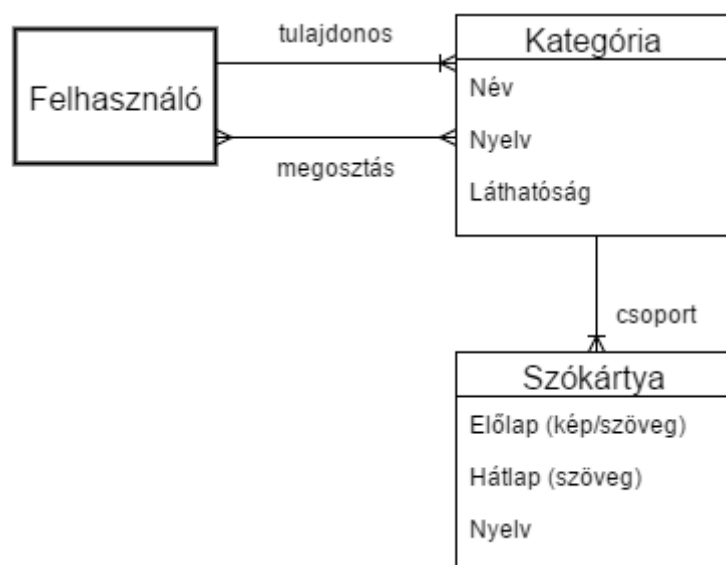 Felhasználó
tulajdonos
megosztás
Kategória
Név
Nyelv
Láthatóság
csoport
Szókártya
Előlap (kép/szöveg)
Hátlap (szöveg)
Nyelv